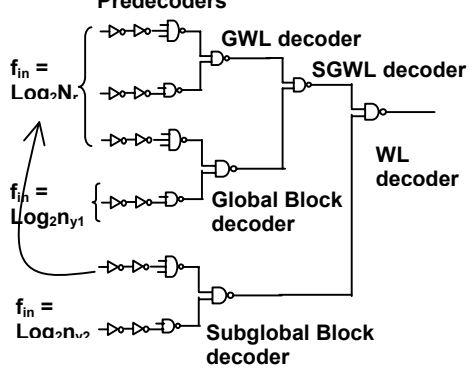 Predecoders
GWL decoder
SGWL decoder
f_in =
Log₂N_r
WL
decoder
f_in =
Log₂n_y1
Global Block
decoder
f_in =
Log₂n_y2
Subglobal Block
decoder